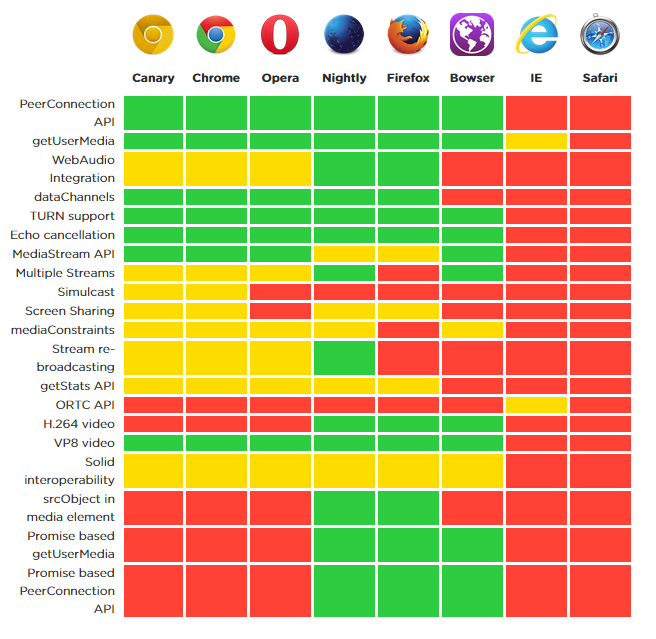 Canary Chrome Opera Nightly Firefox Bowser IE Safari
PeerConnection
API
getUserMedia
WebAudio
Integration
dataChannels
TURN support
Echo cancellation
MediaStream API
Multiple Streams
Simulcast
Screen Sharing
mediaConstraints
Stream re-
broadcasting
getStats API
ORTC API
H.264 video
VP8 video
Solid
interoperability
srcObject in
media element
Promise based
getUserMedia
Promise based
PeerConnection
API